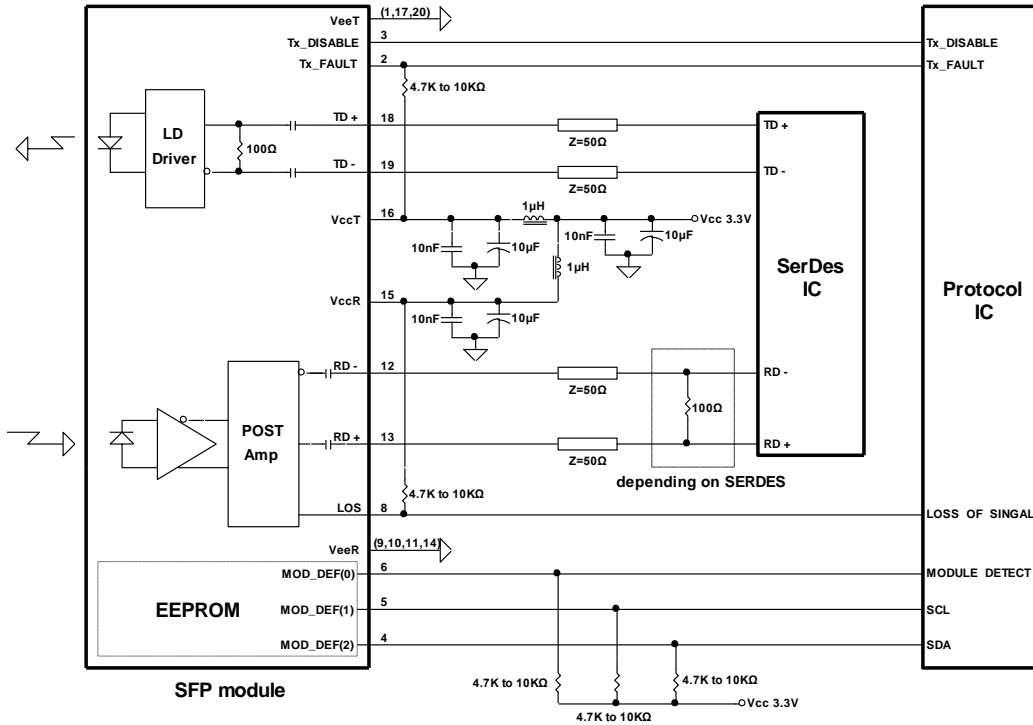 VeeT (1,17,20)
Tx_DISABLE 3 Tx_DISABLE
Tx_FAULT 2 Tx_FAULT
4.7K to 10KΩ
LD
Driver
100Ω
TD+ 18 Z=50Ω TD+
TD- 19 Z=50Ω TD-
VccT 16 1µH Vcc 3.3V
10nF 10µF 10nF 10µF
1µH
SerDes
IC
Protocol
IC
VccR 15
10nF 10µF
RD- 12 Z=50Ω RD-
100Ω
POST
Amp
RD+ 13 Z=50Ω RD+
depending on SERDES
4.7K to 10KΩ
LOS 8 LOSS OF SINGAL
VeeR (9,10,11,14)
MOD_DEF(0) 6 MODULE DETECT
EEPROM
MOD_DEF(1) 5 SCL
MOD_DEF(2) 4 SDA
SFP module
4.7K to 10KΩ 4.7K to 10KΩ
Vcc 3.3V
4.7K to 10KΩ